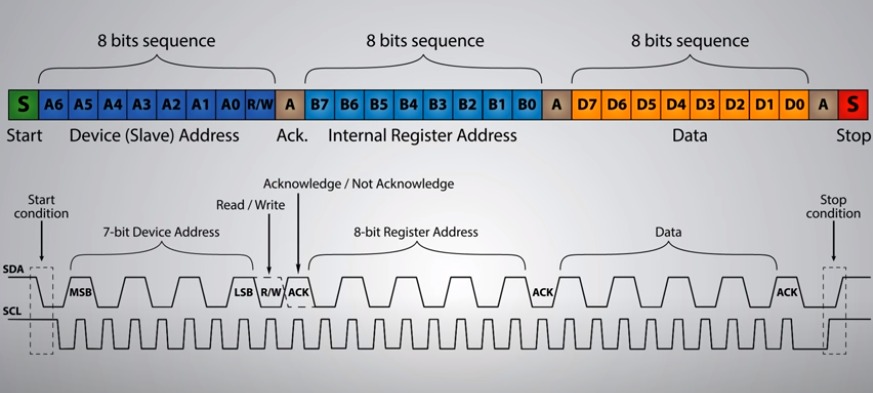 8 bits sequence 8 bits sequence 8 bits sequence
S A6 A5 A4 A3 A2 A1 A0 R/W A B7 B6 B5 B4 B3 B2 B1 B0 A D7 D6 D5 D4 D3 D2 D1 D0 A S
Start Device (Slave) Address Ack. Internal Register Address Data Stop
Acknowledge / Not Acknowledge
Start condition
Read / Write
Stop condition
7-bit Device Address 8-bit Register Address Data
SDA
MSB LSB R/W ACK ACK ACK
SCL